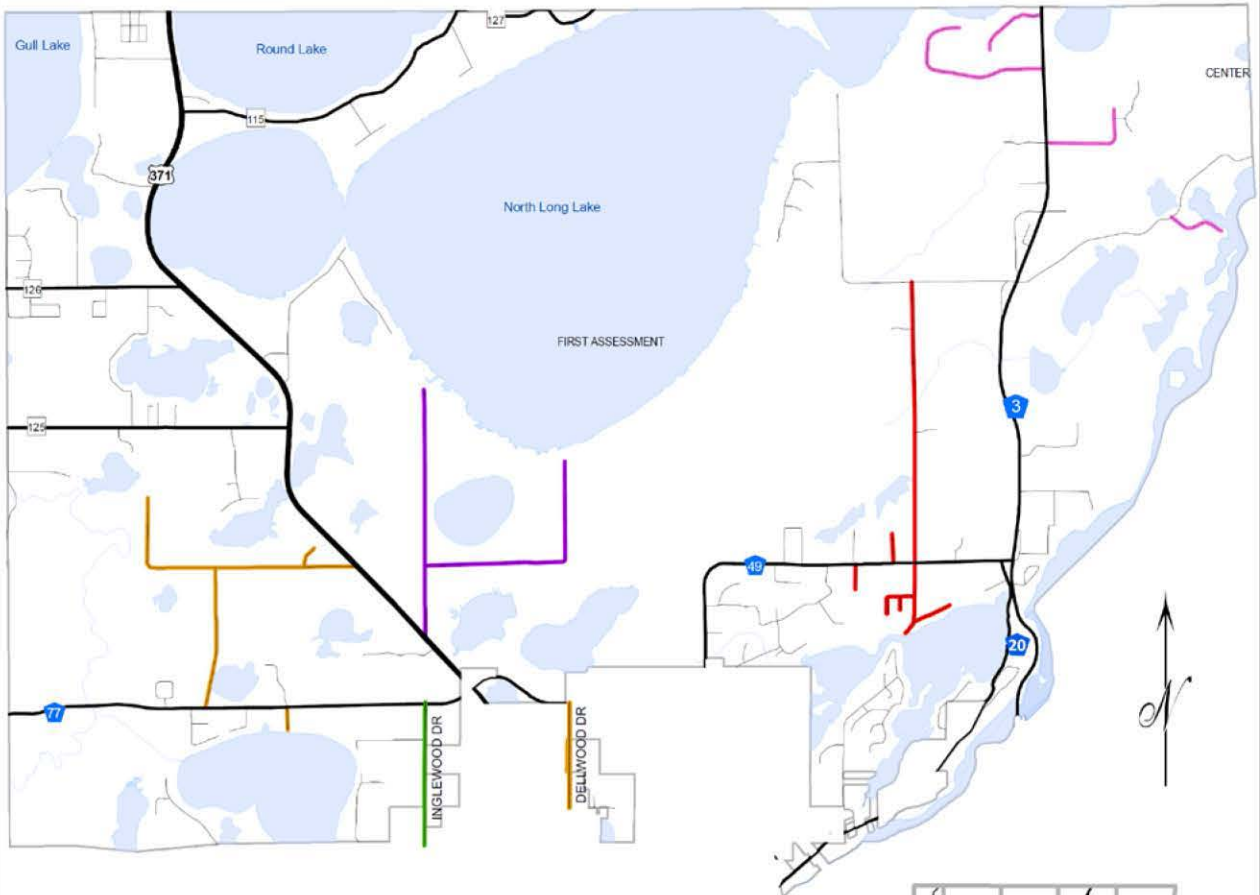 127
Gull Lake
Round Lake
CENTER
115
371
North Long Lake
126
FIRST ASSESSMENT
3
125
49
20
N
77
INGLEWOOD DR
DELLWOOD DR